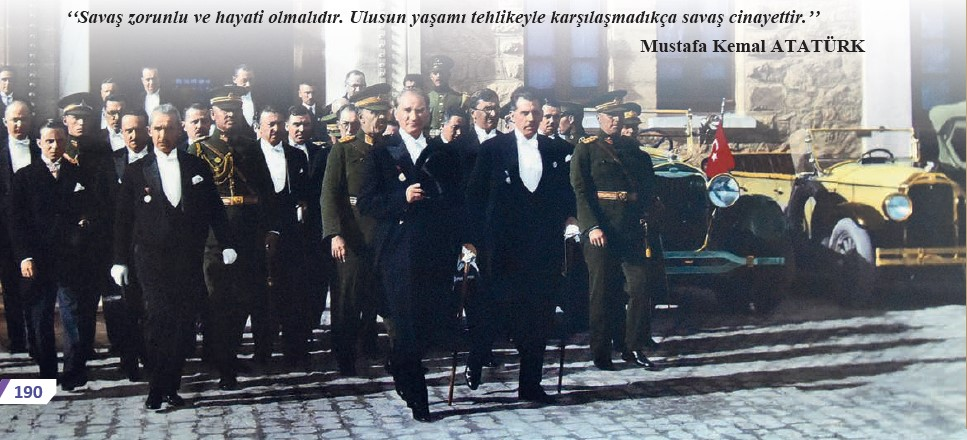 ‘‘Savaş zorunlu ve hayati olmalıdır. Ulusun yaşamı tehlikeyle karşılaşmadıkça savaş cinayettir.’’
Mustafa Kemal ATATÜRK
190